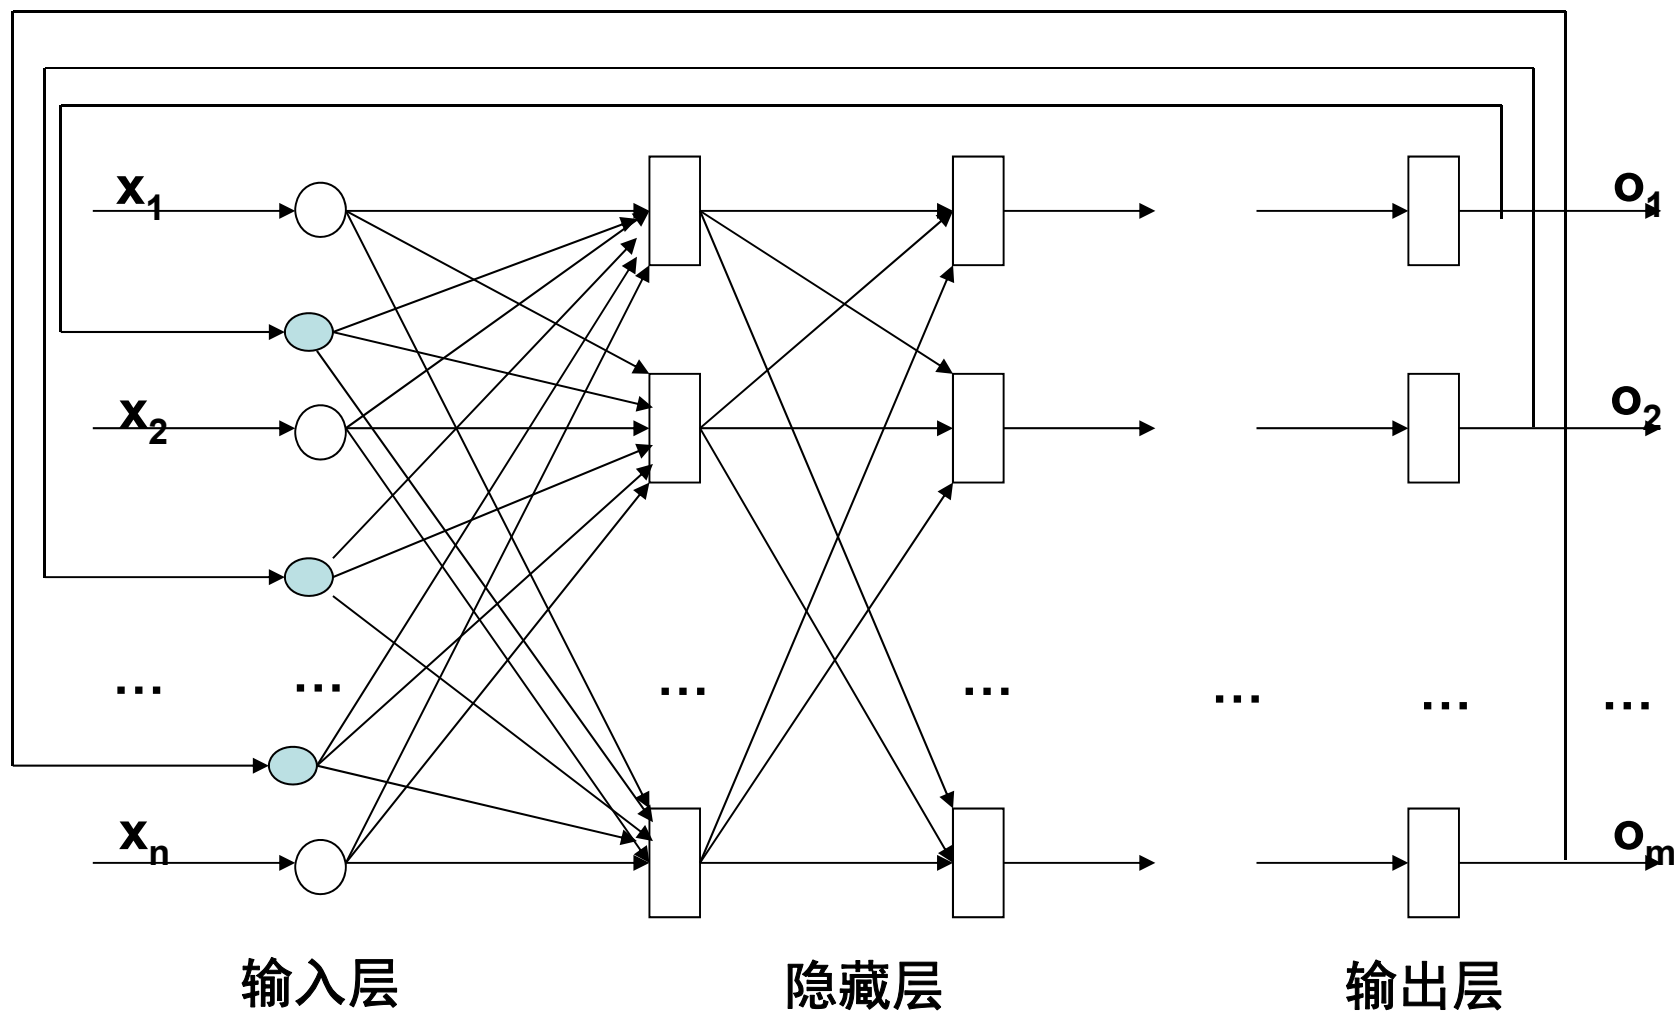 x1 o1
x2 o2
… … … … … … …
xn om
输入层 隐藏层 输出层